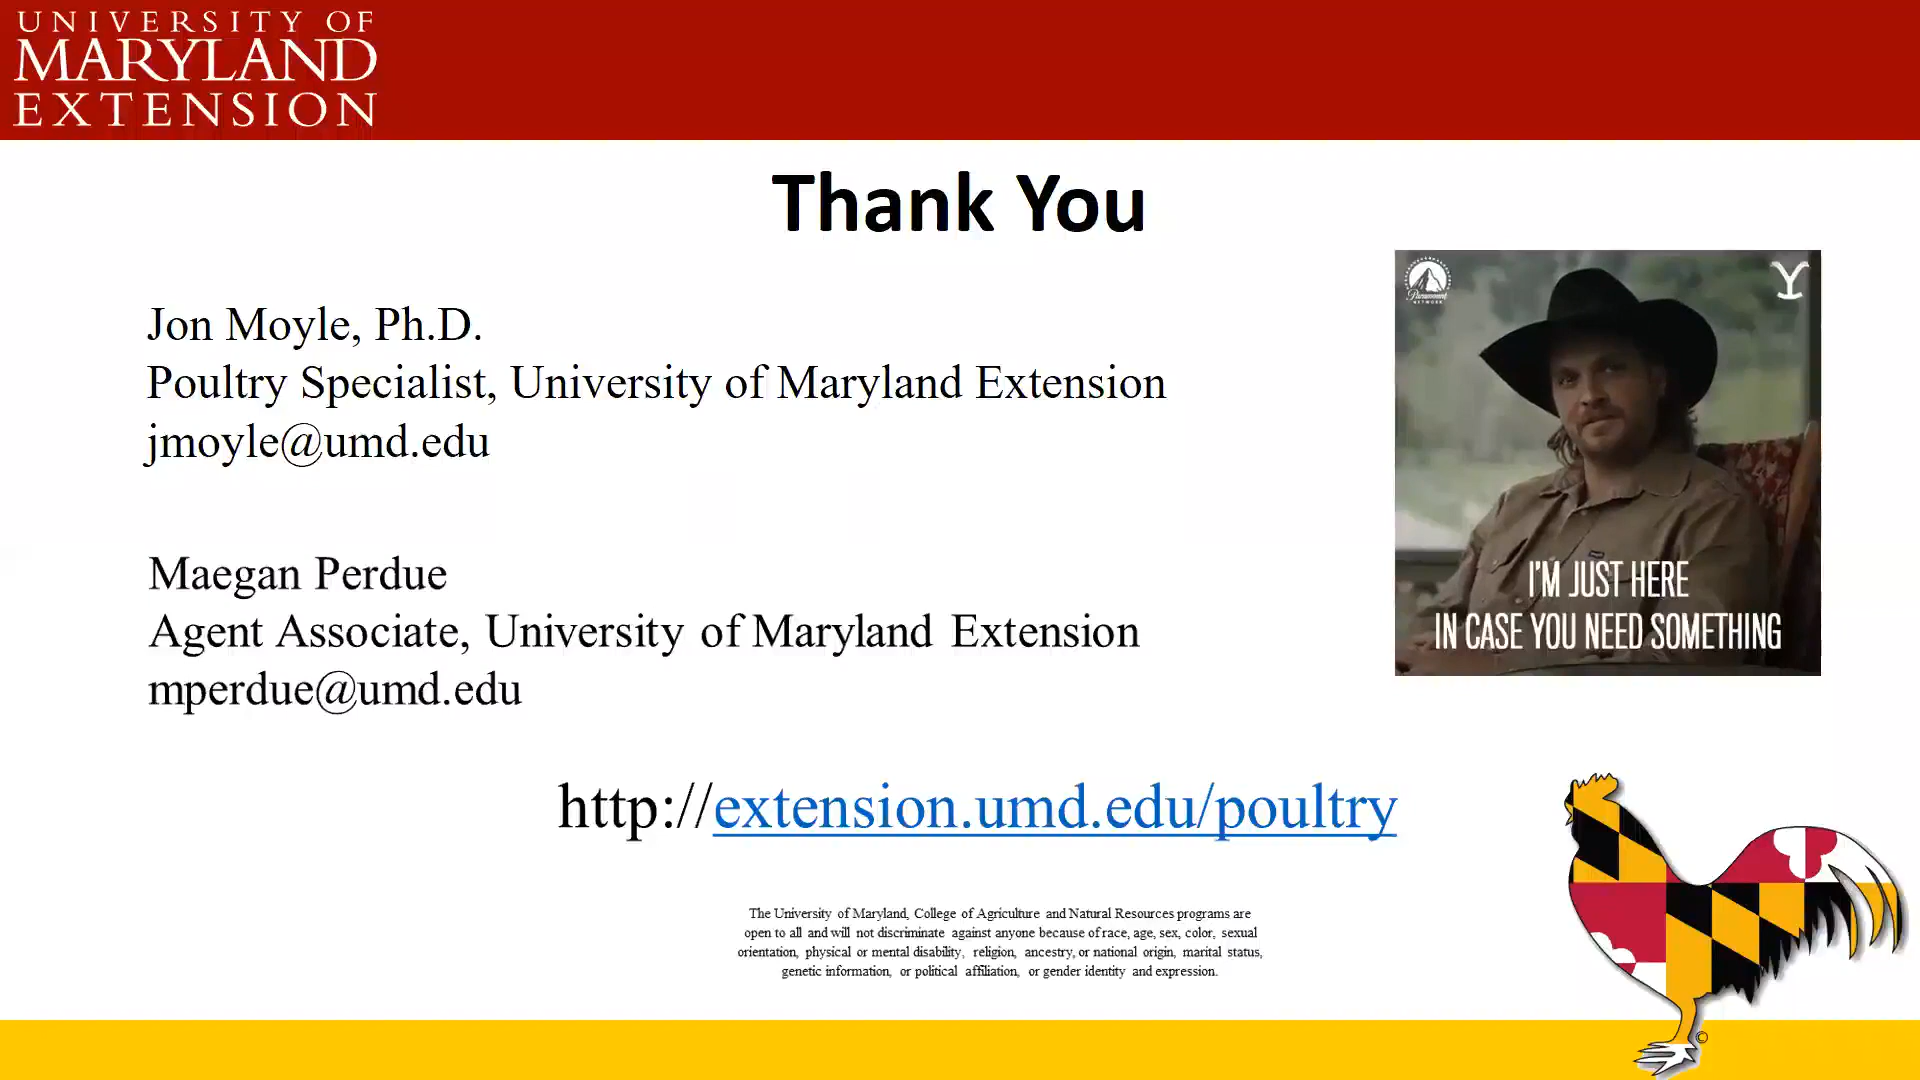 UNIVERSITY OF
MARYLAND
EXTENSION
Thank You
Jon Moyle, Ph.D.
Poultry Specialist, University of Maryland Extension
jmoyle@umd.edu
Maegan Perdue
Agent Associate, University of Maryland Extension
mperdue@umd.edu
Paramount
NETWORK
Y
I'M JUST HERE
IN CASE YOU NEED SOMETHING
http://extension.umd.edu/poultry
The University of Maryland, College of Agriculture and Natural Resources programs are
open to all and will not discriminate against anyone because of race, age, sex, color, sexual
orientation, physical or mental disability, religion, ancestry, or national origin, marital status,
genetic information, or political affiliation, or gender identity and expression.
©